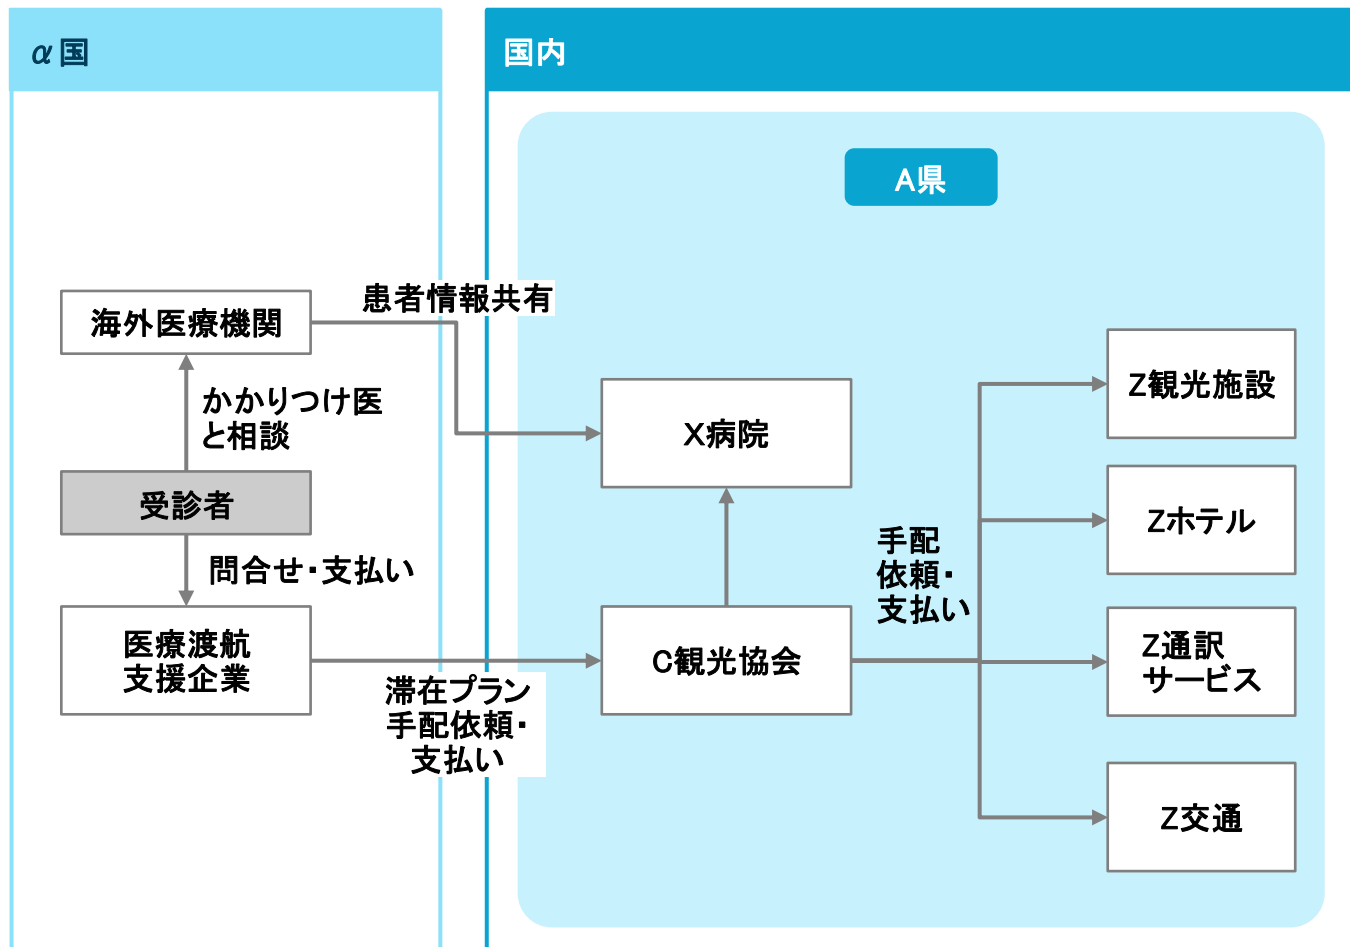 α国
国内
A県
患者情報共有
海外医療機関
かかりつけ医
と相談
受診者
問合せ・支払い
医療渡航
支援企業
滞在プラン
手配依頼・
支払い
X病院
C観光協会
手配
依頼・
支払い
Z観光施設
Zホテル
Z通訳
サービス
Z交通